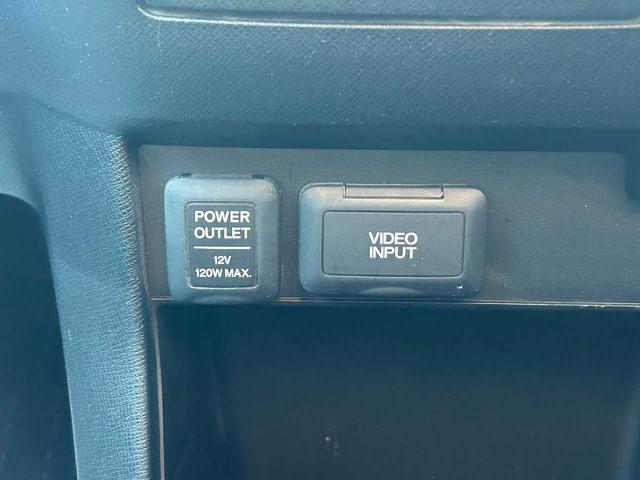 POWER
OUTLET
12V
120W MAX.
VIDEO
INPUT